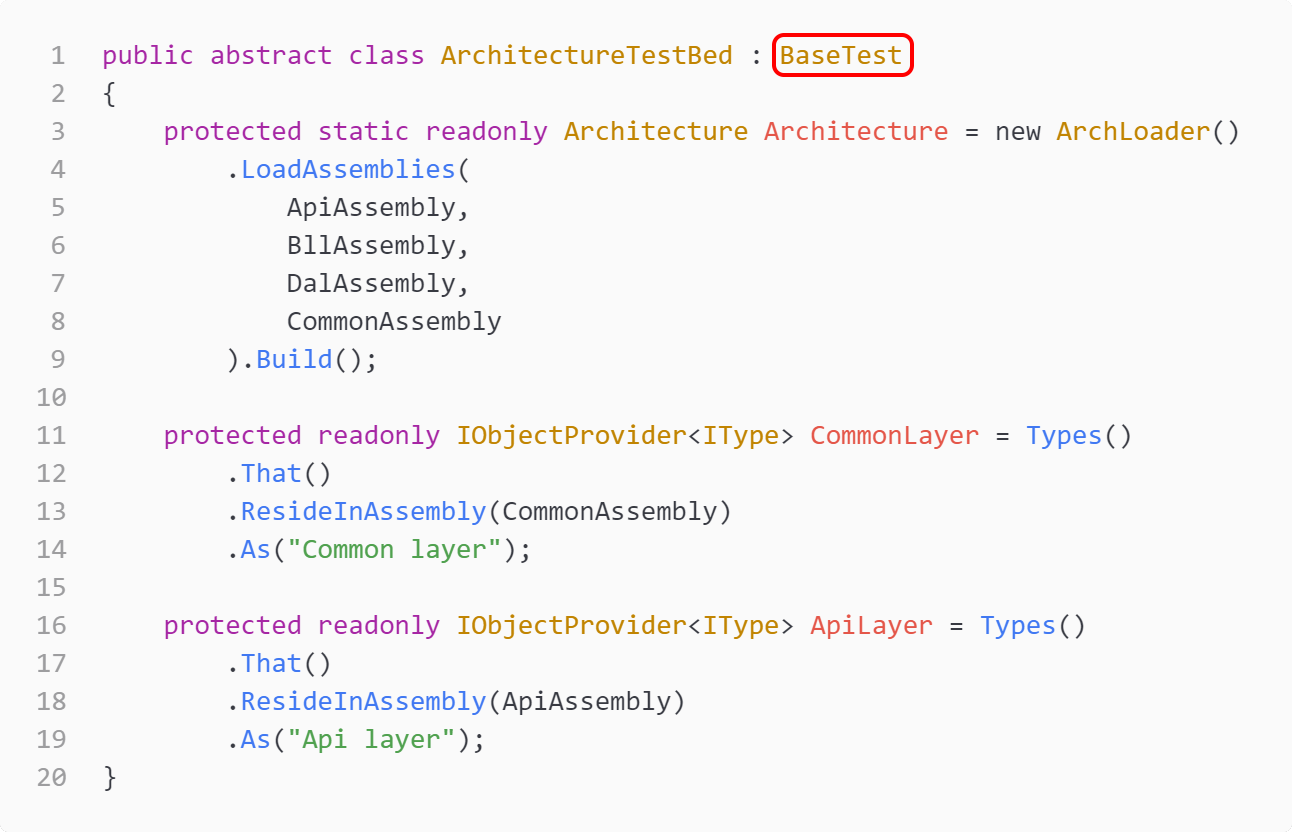 1 public abstract class ArchitectureTestBed : BaseTest
2 {
3     protected static readonly Architecture Architecture = new ArchLoader()
4         .LoadAssemblies(
5             ApiAssembly,
6             BllAssembly,
7             DalAssembly,
8             CommonAssembly
9         ).Build();
10
11     protected readonly IObjectProvider<IType> CommonLayer = Types()
12         .That()
13         .ResideInAssembly(CommonAssembly)
14         .As("Common layer");
15
16     protected readonly IObjectProvider<IType> ApiLayer = Types()
17         .That()
18         .ResideInAssembly(ApiAssembly)
19         .As("Api layer");
20 }